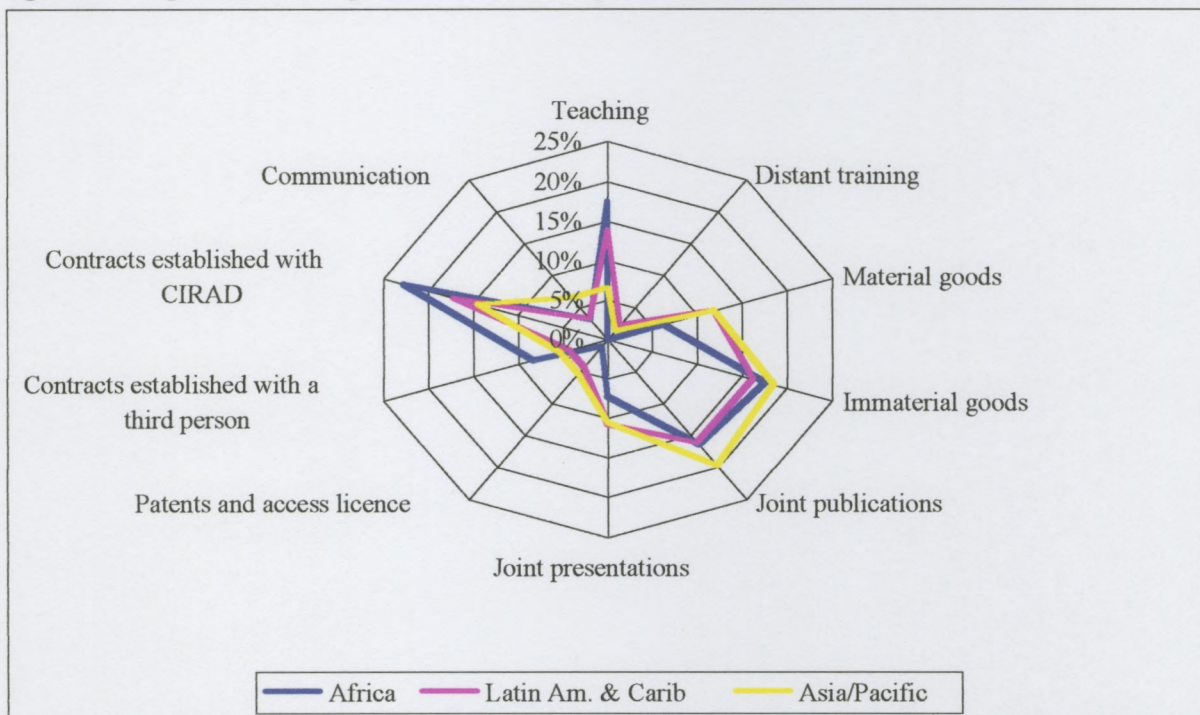 Teaching
25%
20%
15%
10%
5%
0%
Distant training
Material goods
Immaterial goods
Joint publications
Joint presentations
Patents and access licence
Contracts established with a
third person
Contracts established with
CIRAD
Communication
Africa
Latin Am. & Carib
Asia/Pacific